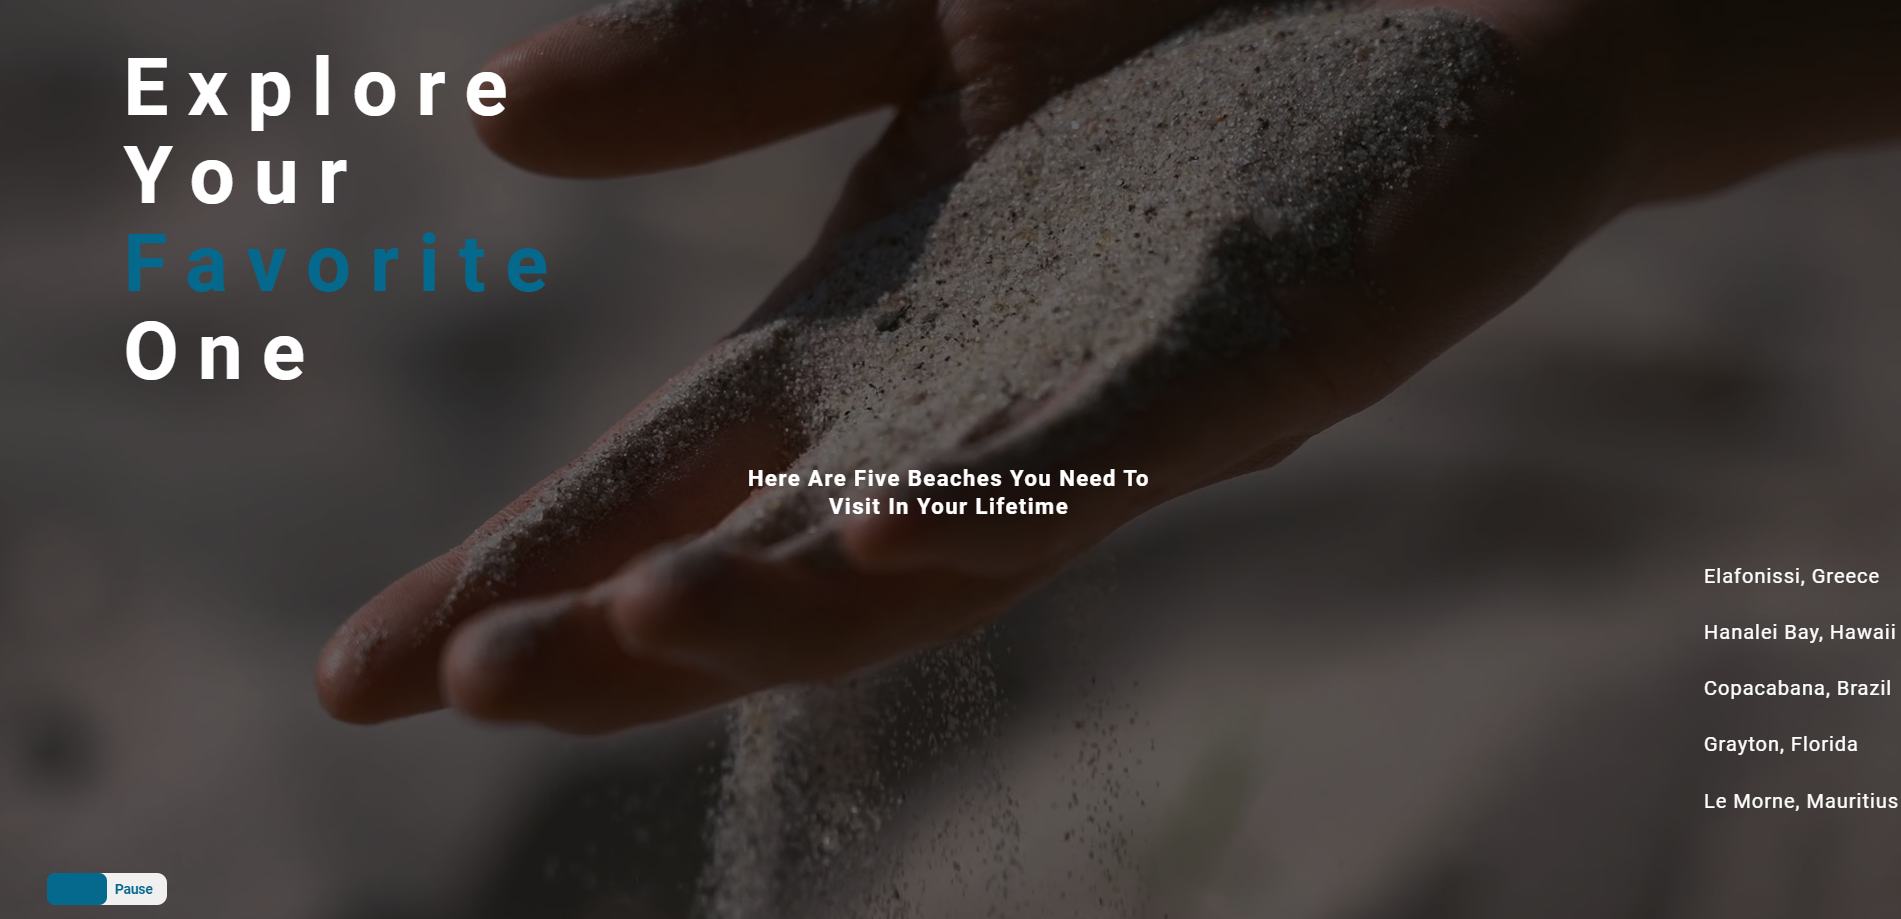 Explore
Your
Favorite
One
Here Are Five Beaches You Need To
Visit In Your Lifetime
Elafonissi, Greece
Hanalei Bay, Hawaii
Copacabana, Brazil
Grayton, Florida
Le Morne, Mauritius
Pause